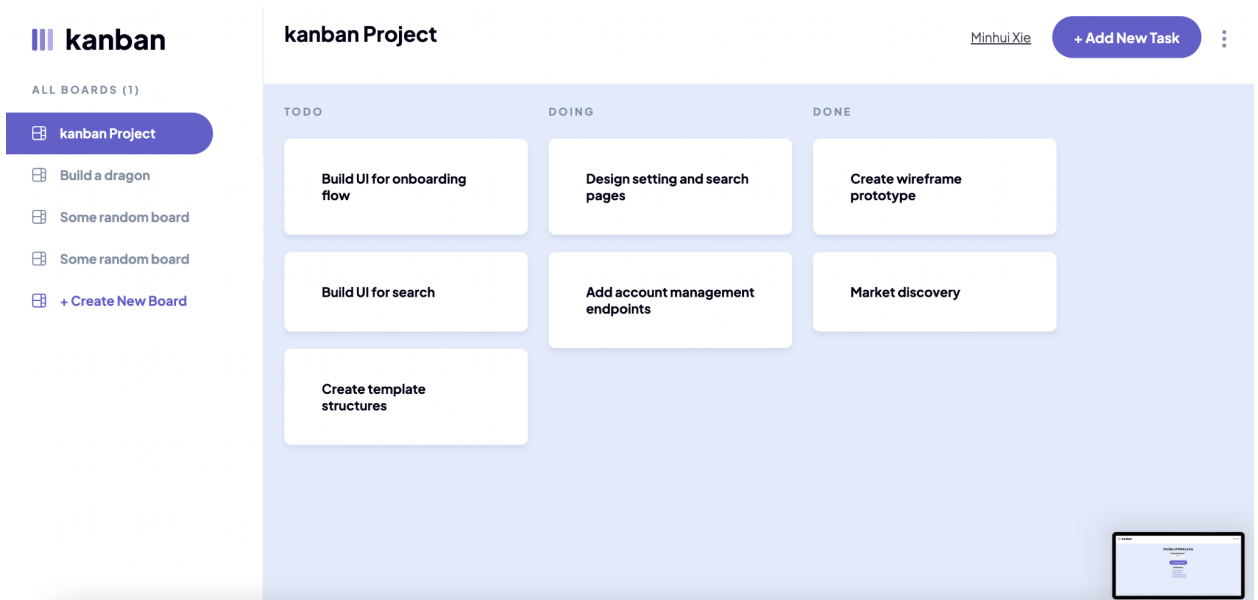 kanban
ALL BOARDS (1)
kanban Project
Build a dragon
Some random board
Some random board
+ Create New Board
kanban Project
Minhui Xie
+ Add New Task
TODO
Build UI for onboarding
flow
Build UI for search
Create template
structures
DOING
Design setting and search
pages
Add account management
endpoints
DONE
Create wireframe
prototype
Market discovery
kanban